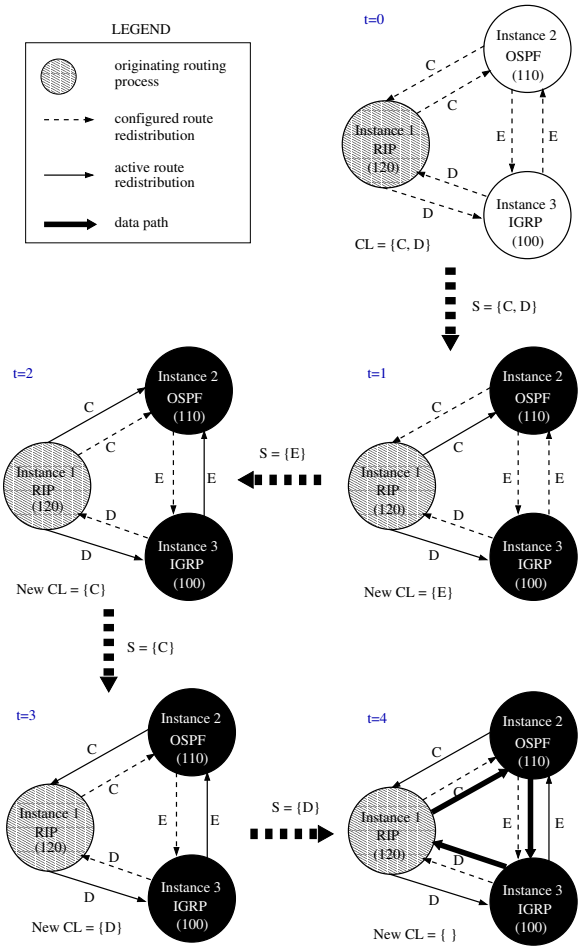 LEGEND
originating routing
process
configured route
redistribution
active route
redistribution
data path
t=0
Instance 2
OSPF
(110)
C
C
E
E
Instance 1
RIP
(120)
D
D
Instance 3
IGRP
(100)
CL = {C, D}
S = {C, D}
t=2
Instance 2
OSPF
(110)
C
C
E
E
Instance 1
RIP
(120)
D
D
Instance 3
IGRP
(100)
New CL = {C}
S = {E}
t=1
Instance 2
OSPF
(110)
C
C
E
E
Instance 1
RIP
(120)
D
D
Instance 3
IGRP
(100)
New CL = {E}
S = {C}
t=3
Instance 2
OSPF
(110)
C
C
E
E
Instance 1
RIP
(120)
D
D
Instance 3
IGRP
(100)
New CL = {D}
S = {D}
t=4
Instance 2
OSPF
(110)
C
C
E
E
Instance 1
RIP
(120)
D
D
Instance 3
IGRP
(100)
New CL = { }